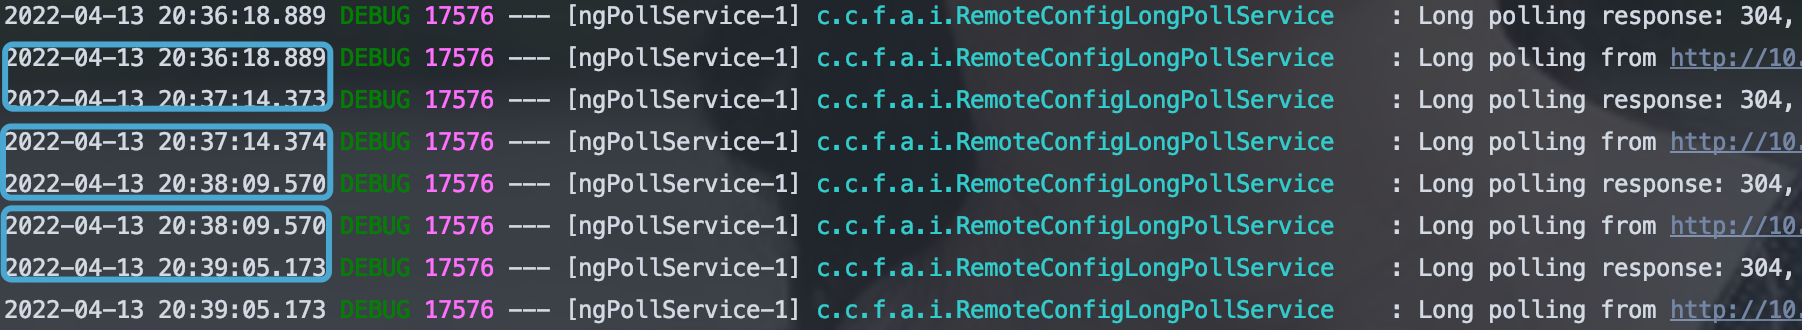 2022-04-13 20:36:18.889 DEBUG 17576 --- [ngPollService-1] c.c.f.a.i.RemoteConfigLongPollService : Long polling response: 304,
2022-04-13 20:36:18.889 DEBUG 17576 --- [ngPollService-1] c.c.f.a.i.RemoteConfigLongPollService : Long polling from http://10.
2022-04-13 20:37:14.373 DEBUG 17576 --- [ngPollService-1] c.c.f.a.i.RemoteConfigLongPollService : Long polling response: 304,
2022-04-13 20:37:14.374 DEBUG 17576 --- [ngPollService-1] c.c.f.a.i.RemoteConfigLongPollService : Long polling from http://10.
2022-04-13 20:38:09.570 DEBUG 17576 --- [ngPollService-1] c.c.f.a.i.RemoteConfigLongPollService : Long polling response: 304,
2022-04-13 20:38:09.570 DEBUG 17576 --- [ngPollService-1] c.c.f.a.i.RemoteConfigLongPollService : Long polling from http://10.
2022-04-13 20:39:05.173 DEBUG 17576 --- [ngPollService-1] c.c.f.a.i.RemoteConfigLongPollService : Long polling response: 304,
2022-04-13 20:39:05.173 DEBUG 17576 --- [ngPollService-1] c.c.f.a.i.RemoteConfigLongPollService : Long polling from http://10.